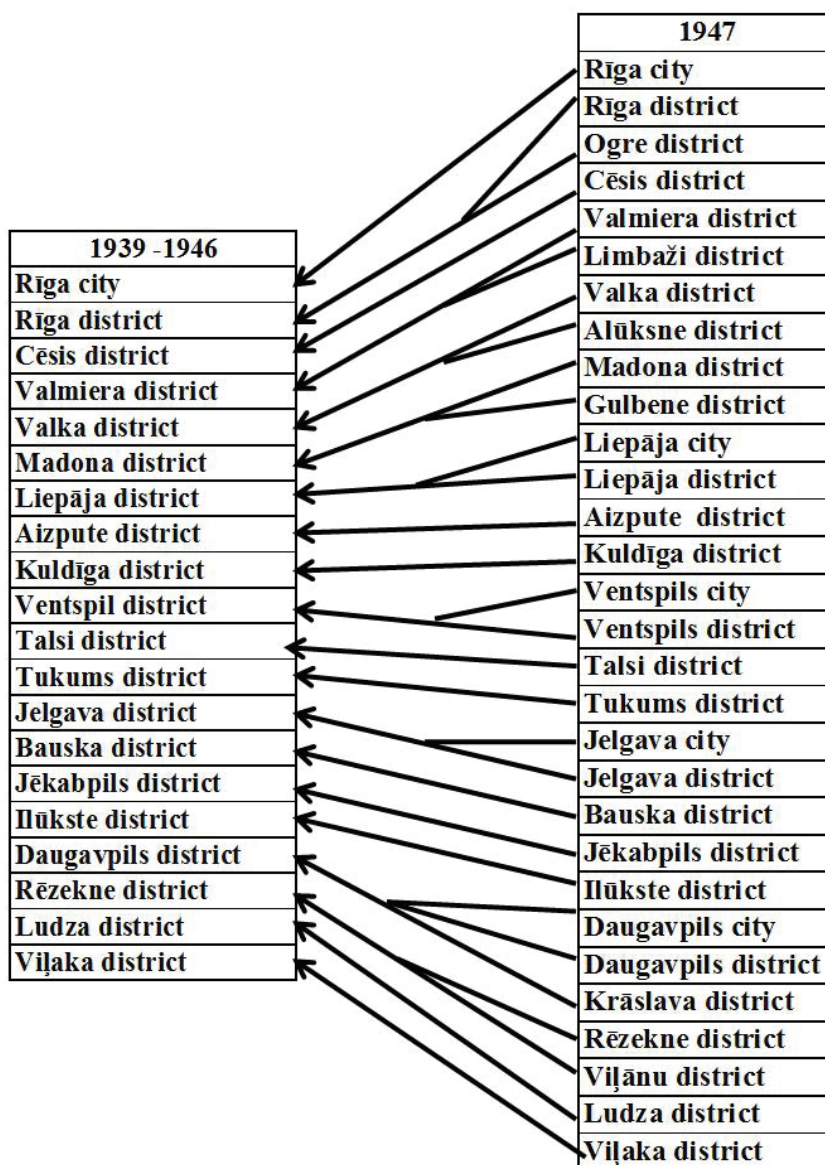 1939 -1946
Rīga city
Rīga district
Cēsis district
Valmiera district
Valka district
Madona district
Liepāja district
Aizpute district
Kuldīga district
Ventspil district
Talsi district
Tukums district
Jelgava district
Bauska district
Jēkabpils district
Ilūkste district
Daugavpils district
Rēzekne district
Ludza district
Viļaka district
1947
Rīga city
Rīga district
Ogre district
Cēsis district
Valmiera district
Limbaži district
Valka district
Alūksne district
Madona district
Gulbene district
Liepāja city
Liepāja district
Aizpute district
Kuldīga district
Ventspils city
Ventspils district
Talsi district
Tukums district
Jelgava city
Jelgava district
Bauska district
Jēkabpils district
Ilūkste district
Daugavpils city
Daugavpils district
Krāslava district
Rēzekne district
Viļānu district
Ludza district
Viļaka district